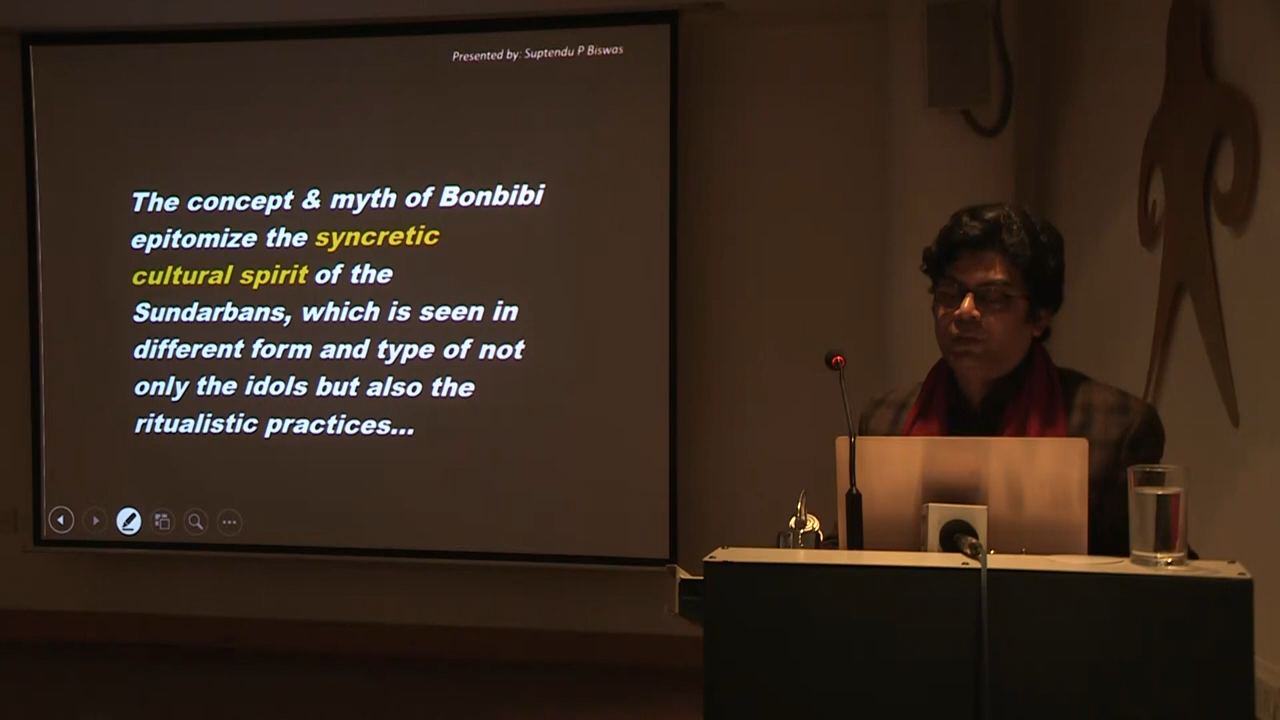 Presented by: Suptendu P Biswas
The concept & myth of Bonbibi
epitomize the syncretic
cultural spirit of the
Sundarbans, which is seen in
different form and type of not
only the idols but also the
ritualistic practices...